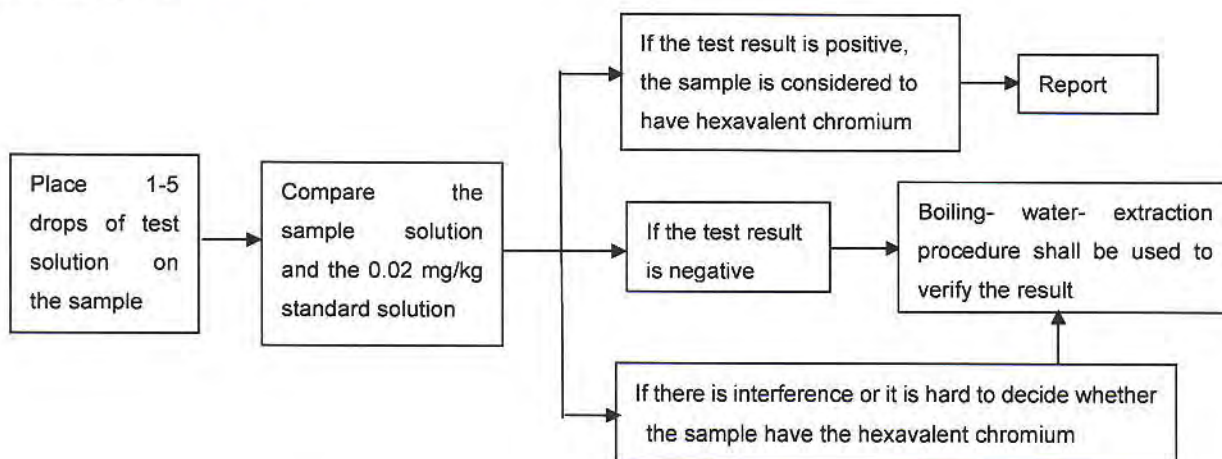 Place 1-5
drops of test
solution on
the sample
Compare the
sample solution
and the 0.02 mg/kg
standard solution
If the test result is positive,
the sample is considered to
have hexavalent chromium
Report
If the test result
is negative
Boiling- water- extraction
procedure shall be used to
verify the result
If there is interference or it is hard to decide whether
the sample have the hexavalent chromium